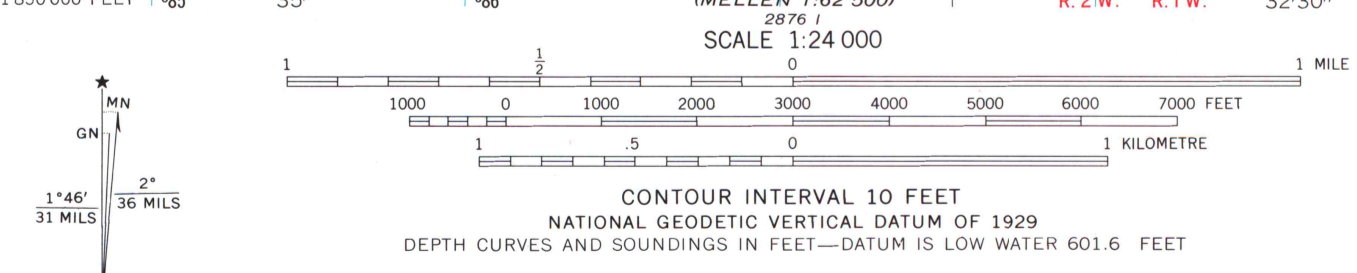 (MELLEN 1:62 500)
2876 I
R. 2 W. R. 1 W. 32'30"
SCALE 1:24 000
1 1/2 0 1 MILE
1000 0 1000 2000 3000 4000 5000 6000 7000 FEET
1 .5 0 1 KILOMETRE
MN
GN
1°46' 2°
31 MILS 36 MILS
CONTOUR INTERVAL 10 FEET
NATIONAL GEODETIC VERTICAL DATUM OF 1929
DEPTH CURVES AND SOUNDINGS IN FEET—DATUM IS LOW WATER 601.6 FEET